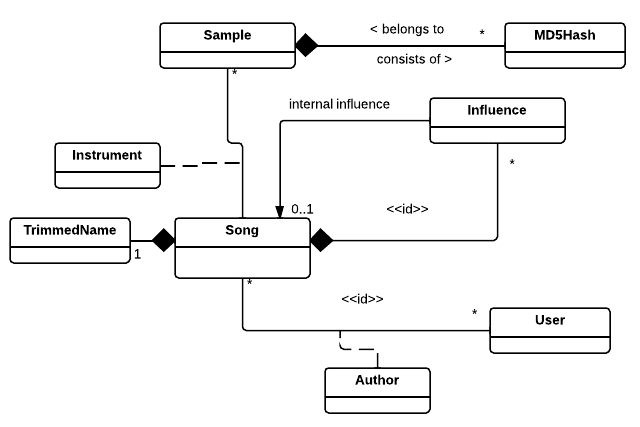 Sample
< belongs to
*
MD5Hash
consists of >
*
internal influence
Influence
Instrument
*
0..1
<<id>>
TrimmedName
Song
1
*
<<id>>
*
User
Author